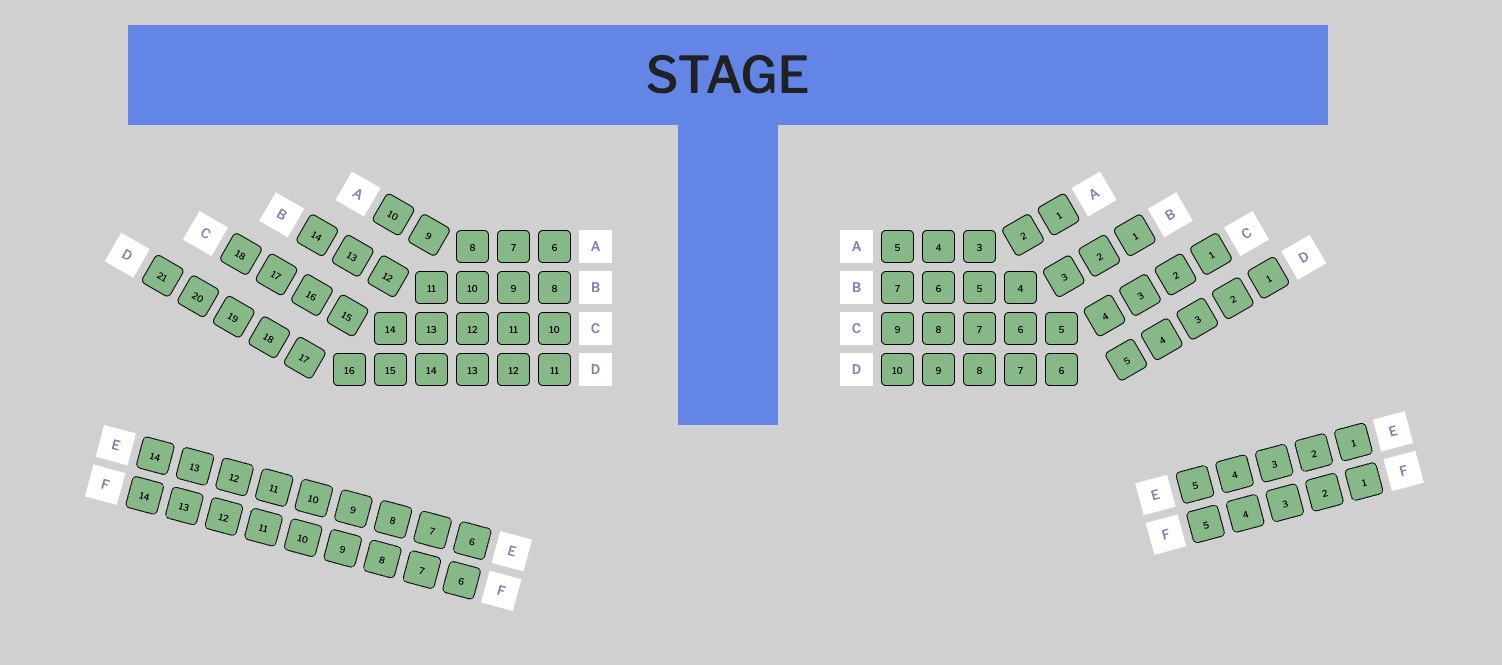 STAGE
A 10 9 8 7 6 A
B 14 13 12 11 10 9 8 B
C 18 17 16 15 14 13 12 11 10 C
D 21 20 19 18 17 16 15 14 13 12 11 D
A 5 4 3 2 1 A
B 7 6 5 4 3 2 1 B
C 9 8 7 6 5 4 3 2 1 C
D 10 9 8 7 6 5 4 3 2 1 D
E 14 13 12 11 10 9 8 7 6 E
F 14 13 12 11 10 9 8 7 6 F
E 5 4 3 2 1 E
F 5 4 3 2 1 F